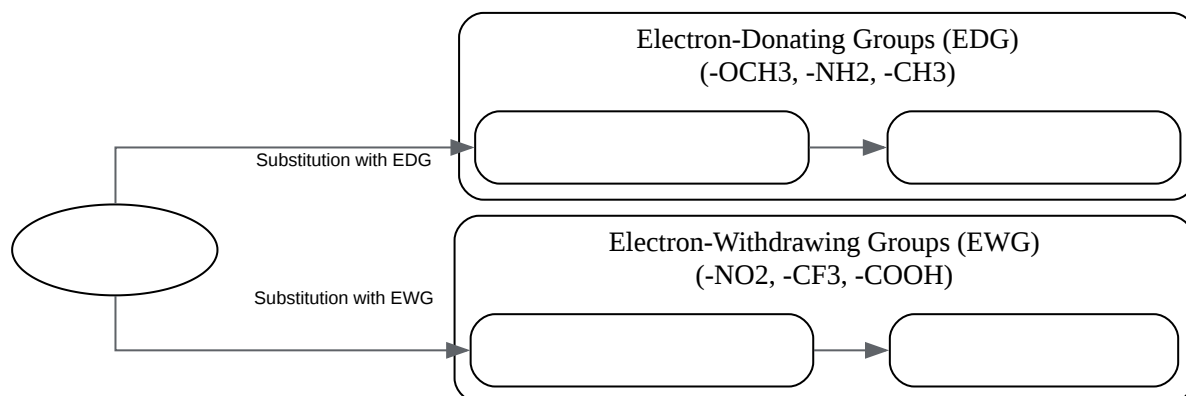 Electron-Donating Groups (EDG)
(-OCH3, -NH2, -CH3)
Substitution with EDG
Electron-Withdrawing Groups (EWG)
(-NO2, -CF3, -COOH)
Substitution with EWG